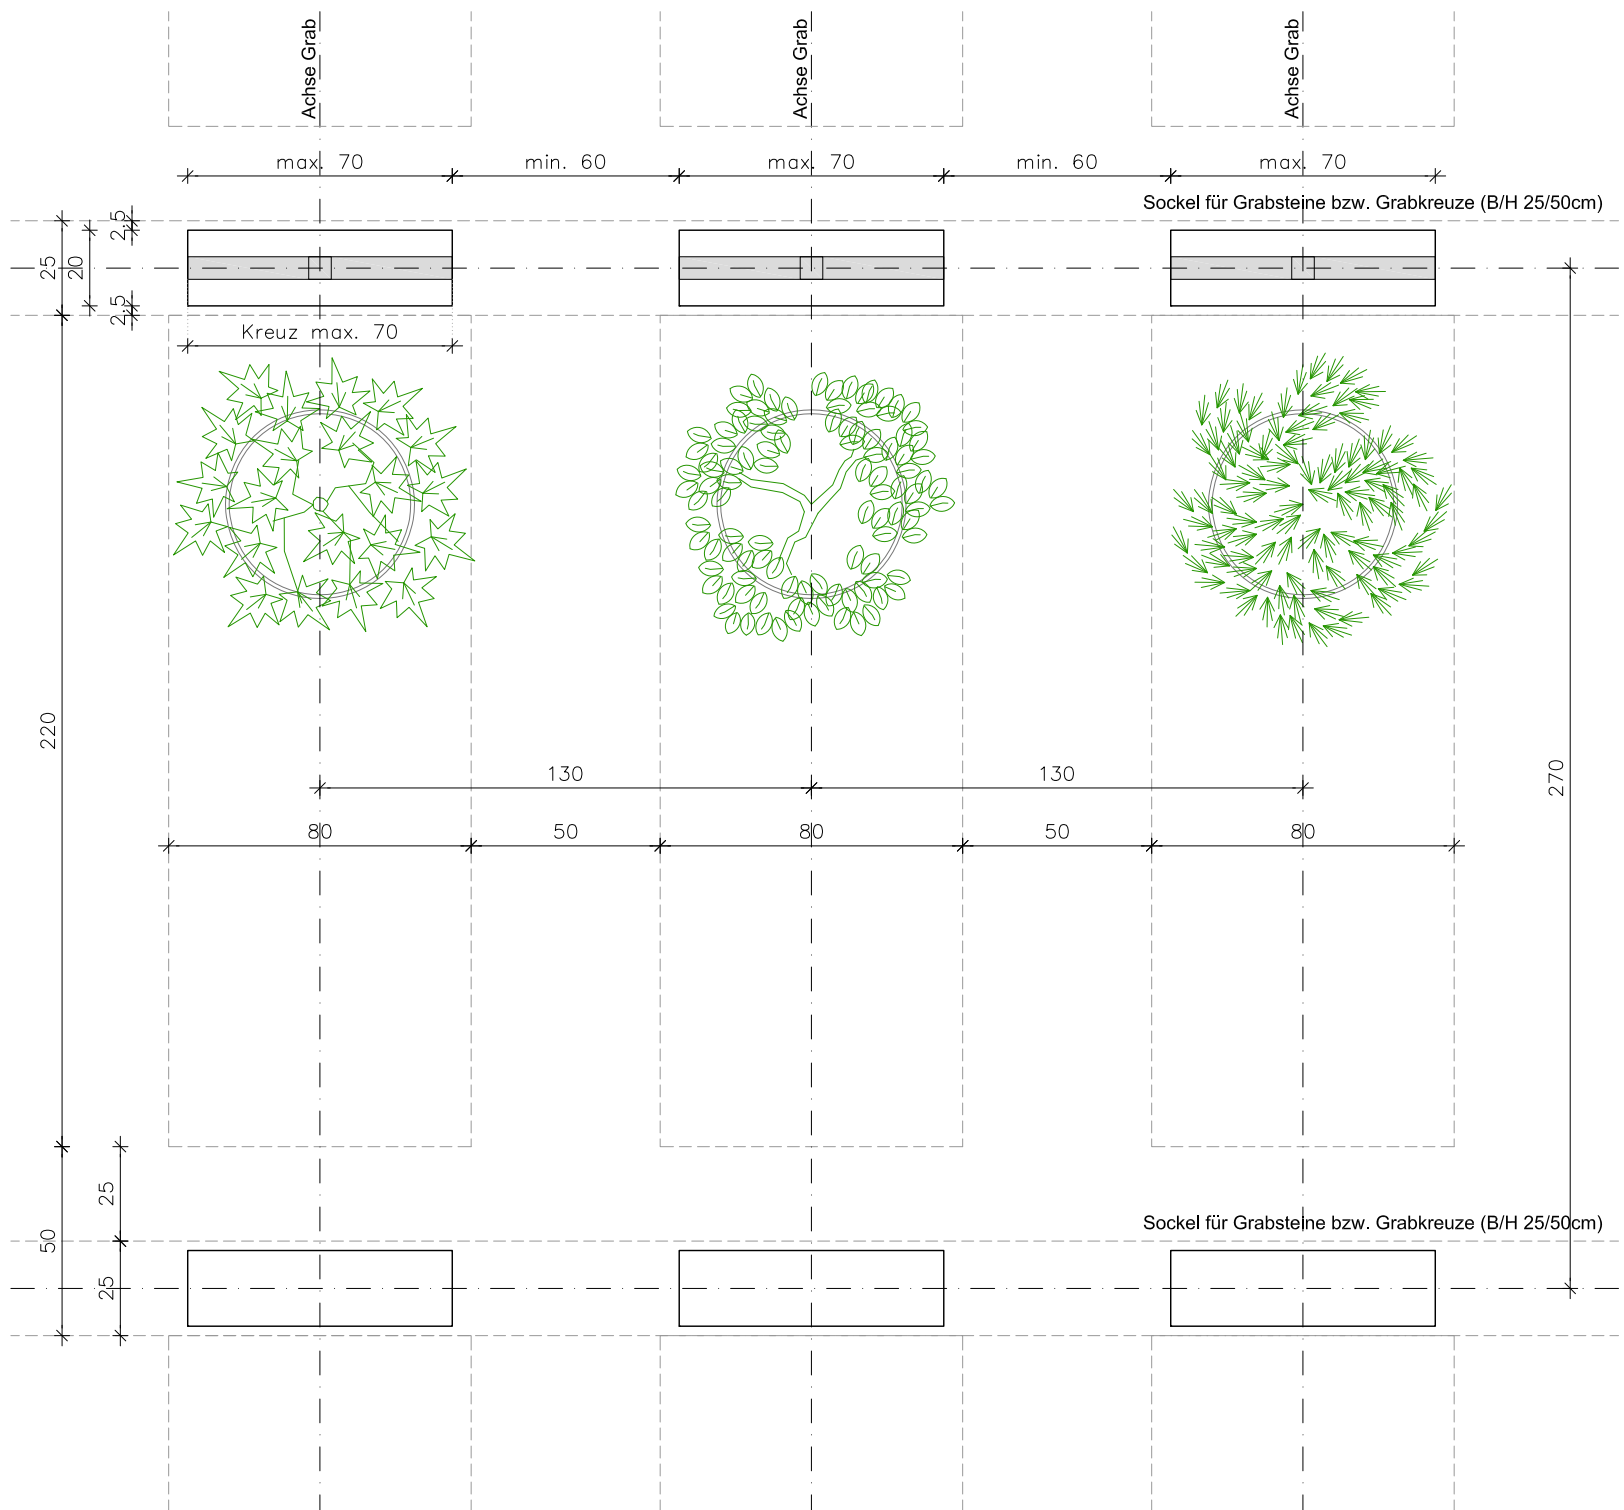 Achse Grab
Achse Grab
Achse Grab
max. 70
min. 60
max. 70
min. 60
max. 70
Sockel für Grabsteine bzw. Grabkreuze (B/H 25/50cm)
2,5
25
20
2,5
Kreuz max. 70
220
130
130
270
80
50
80
50
80
25
50
Sockel für Grabsteine bzw. Grabkreuze (B/H 25/50cm)
25